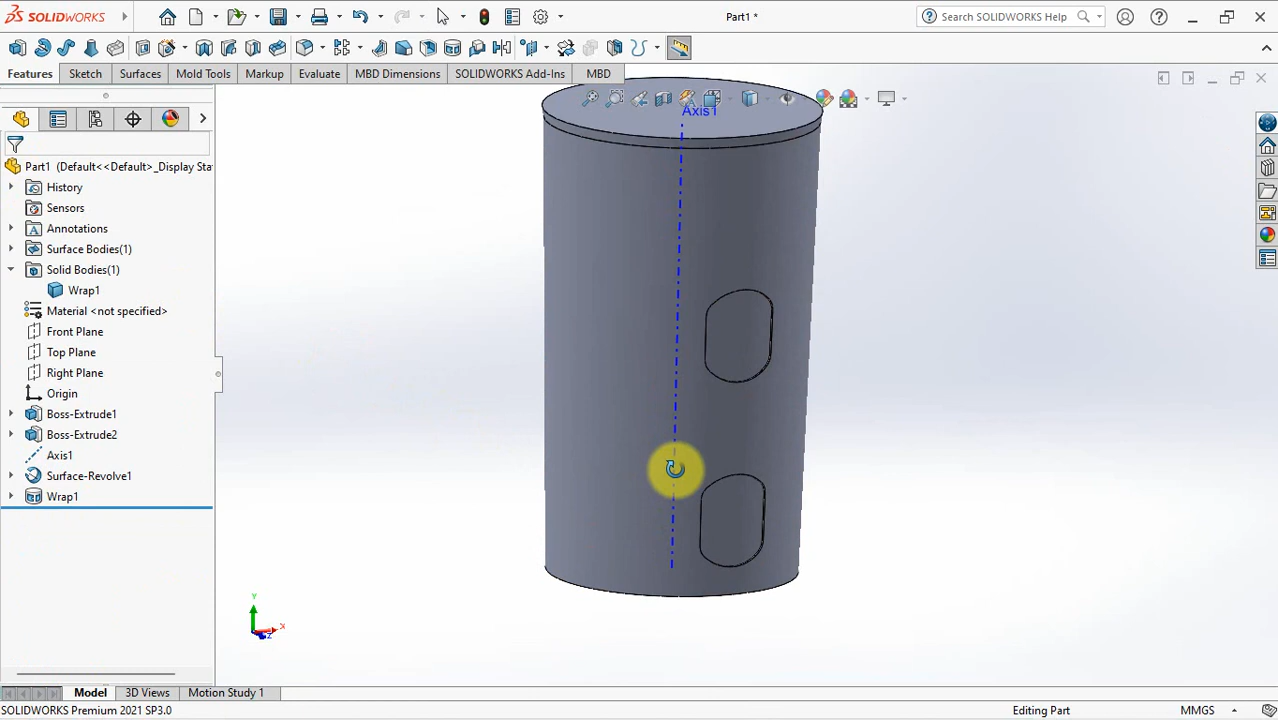 SOLIDWORKS
Part1 *
Search SOLIDWORKS Help
Features
Sketch
Surfaces
Mold Tools
Markup
Evaluate
MBD Dimensions
SOLIDWORKS Add-Ins
MBD
Part1 (Default<<Default>_Display Sta
History
Sensors
Annotations
Surface Bodies(1)
Solid Bodies(1)
Wrap1
Material <not specified>
Front Plane
Top Plane
Right Plane
Origin
Boss-Extrude1
Boss-Extrude2
Axis1
Surface-Revolve1
Wrap1
Axis1
Y
X
Z
Model
3D Views
Motion Study 1
SOLIDWORKS Premium 2021 SP3.0
Editing Part
MMGS